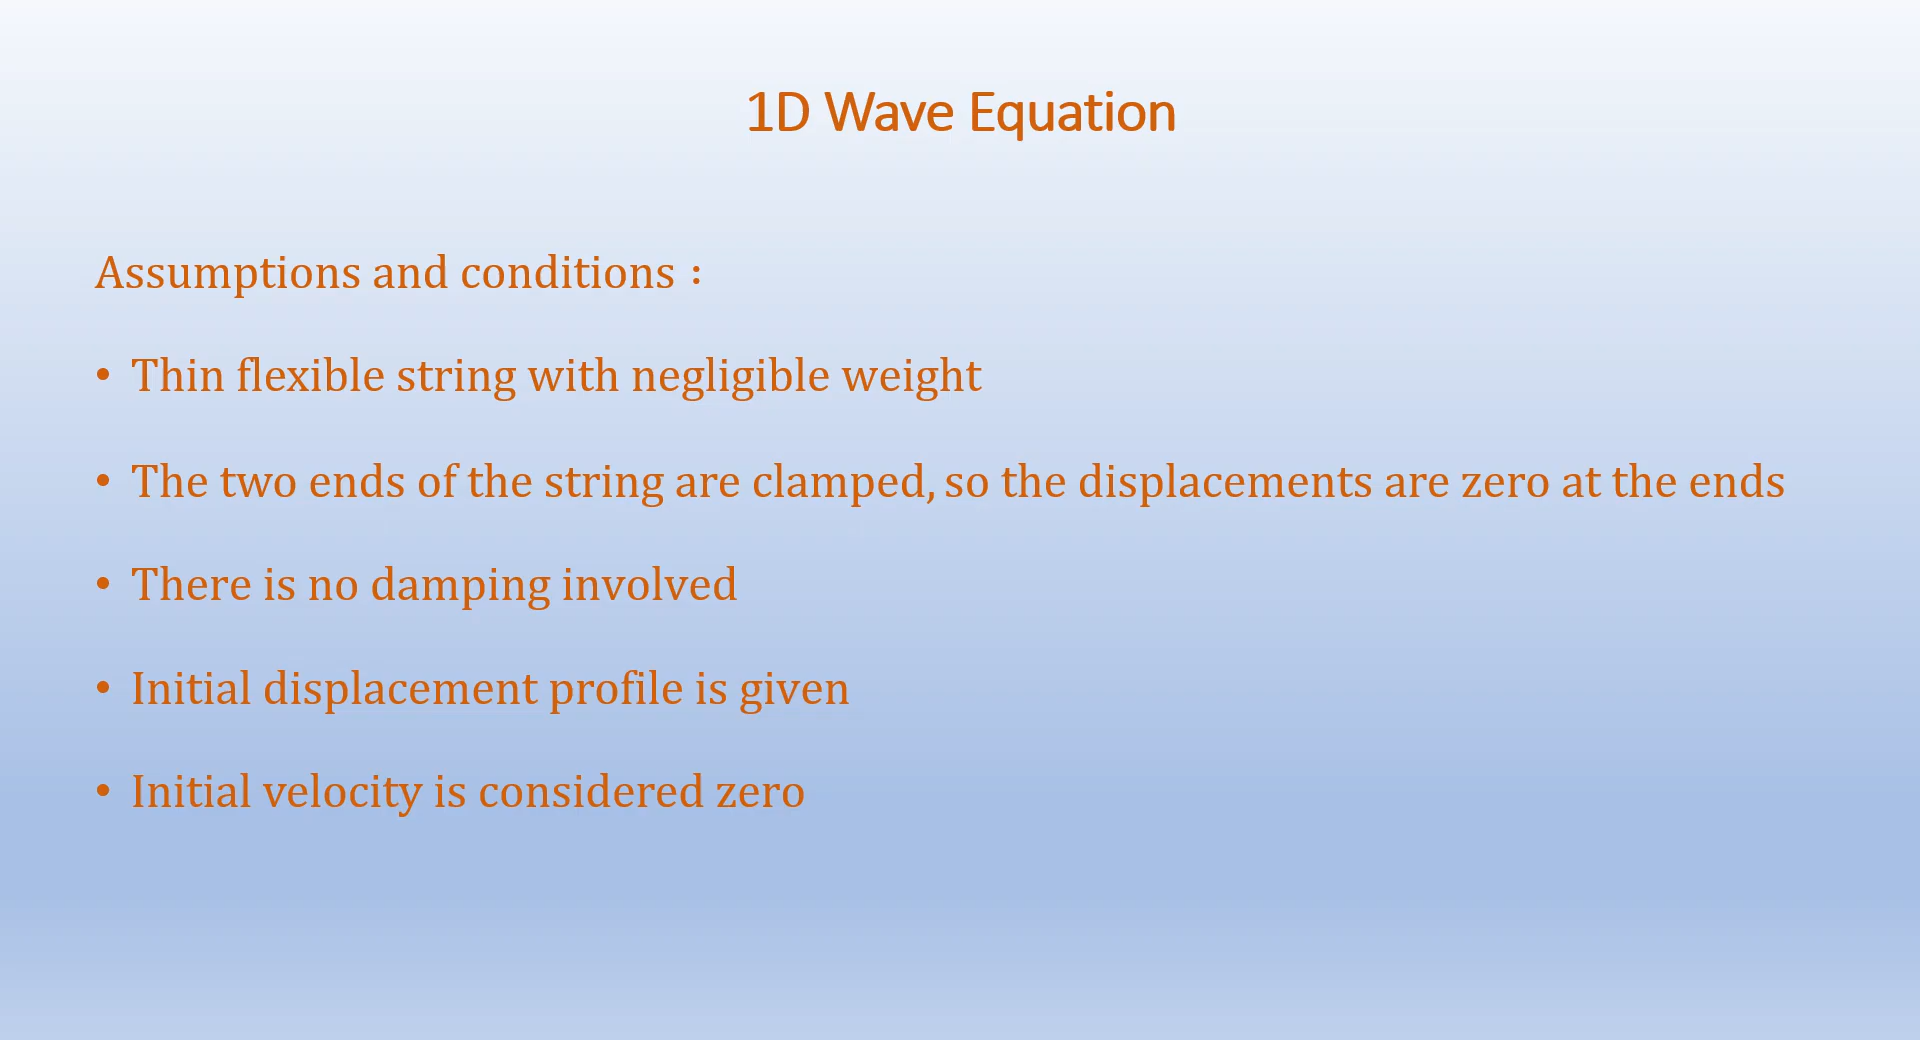 1D Wave Equation
Assumptions and conditions :
• Thin flexible string with negligible weight
• The two ends of the string are clamped, so the displacements are zero at the ends
• There is no damping involved
• Initial displacement profile is given
• Initial velocity is considered zero